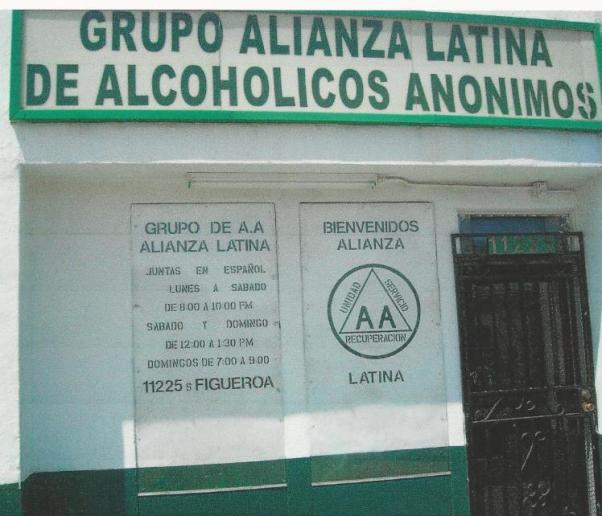 GRUPO ALIANZA LATINA
DE ALCOHOLICOS ANONIMOS
GRUPO DE A.A
ALIANZA LATINA
JUNTAS EN ESPAÑOL
LUNES A SABADO
DE 8:00 A 10:00 PM
SABADO Y DOMINGO
DE 12:00 A 1:30 PM
DOMINGOS DE 7:00 A 9:00
11225 S FIGUEROA
BIENVENIDOS
ALIANZA
UNIDAD
SERVICIO
AA
RECUPERACION
LATINA